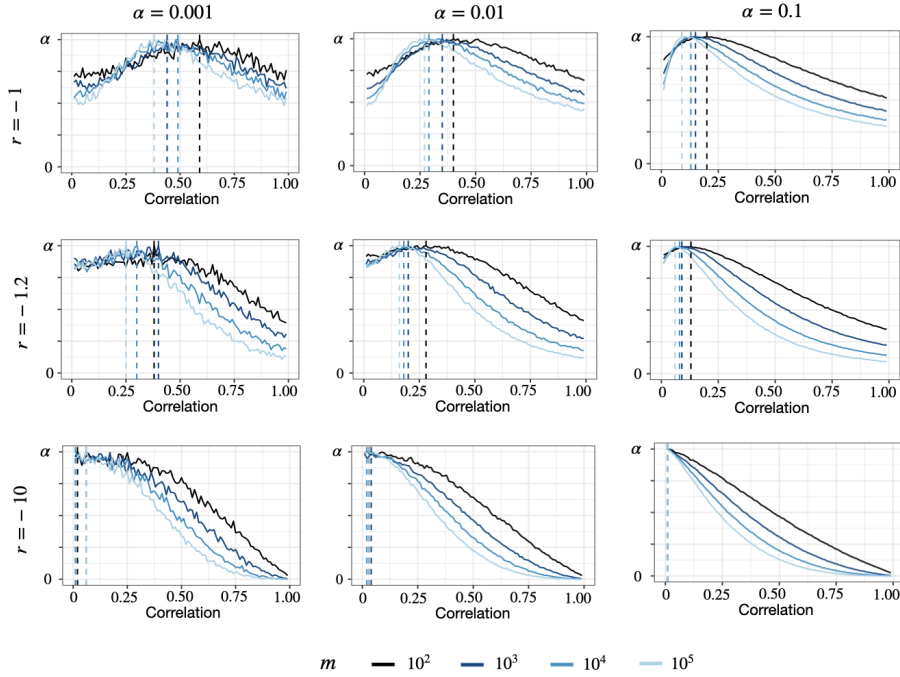 α = 0.001 α = 0.01 α = 0.1
r = − 1
α α α
0 0 0
0 0.25 0.50 0.75 1.00 0 0.25 0.50 0.75 1.00 0 0.25 0.50 0.75 1.00
Correlation Correlation Correlation
r = − 1.2
α α α
0 0 0
0 0.25 0.50 0.75 1.00 0 0.25 0.50 0.75 1.00 0 0.25 0.50 0.75 1.00
Correlation Correlation Correlation
r = − 10
α α α
0 0 0
0 0.25 0.50 0.75 1.00 0 0.25 0.50 0.75 1.00 0 0.25 0.50 0.75 1.00
Correlation Correlation Correlation
m 10² 10³ 10⁴ 10⁵